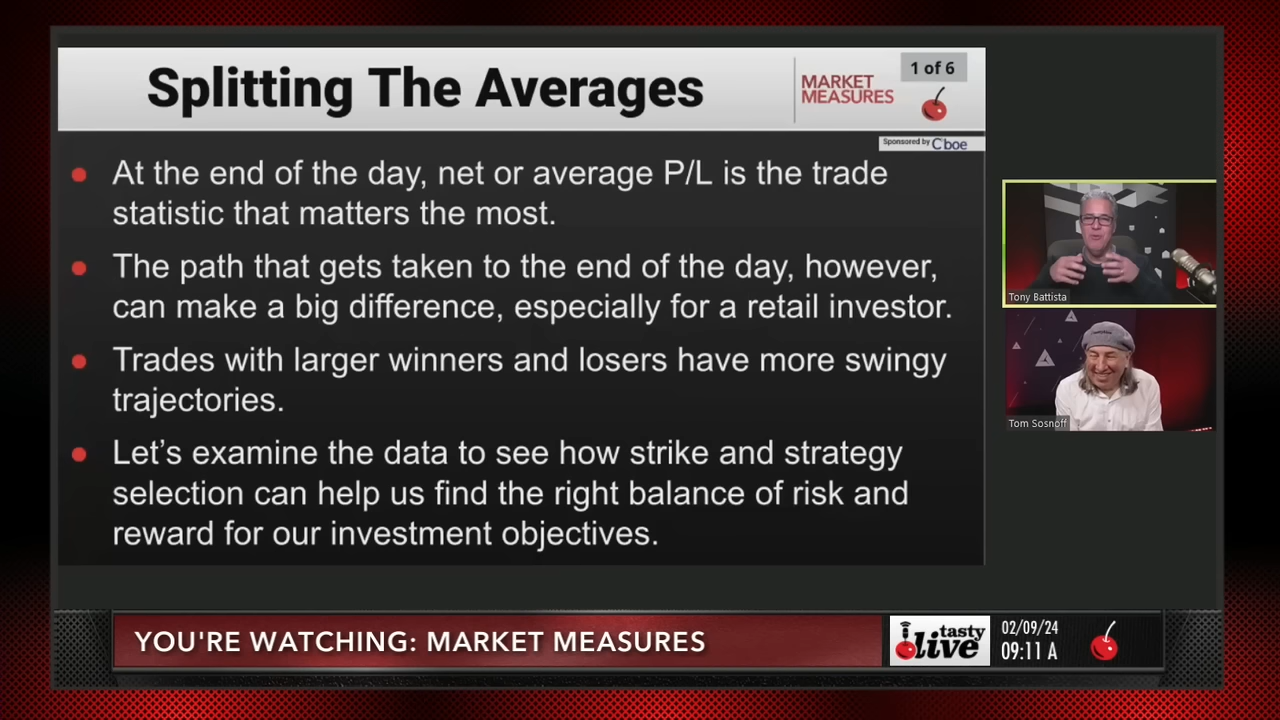 Splitting The Averages
MARKET
MEASURES
1 of 6
Sponsored by Cboe
At the end of the day, net or average P/L is the trade
statistic that matters the most.
The path that gets taken to the end of the day, however,
can make a big difference, especially for a retail investor.
Trades with larger winners and losers have more swingy
trajectories.
Let’s examine the data to see how strike and strategy
selection can help us find the right balance of risk and
reward for our investment objectives.
Tony Battista
Tom Sosnoff
YOU'RE WATCHING: MARKET MEASURES
tasty
live
02/09/24
09:11 A